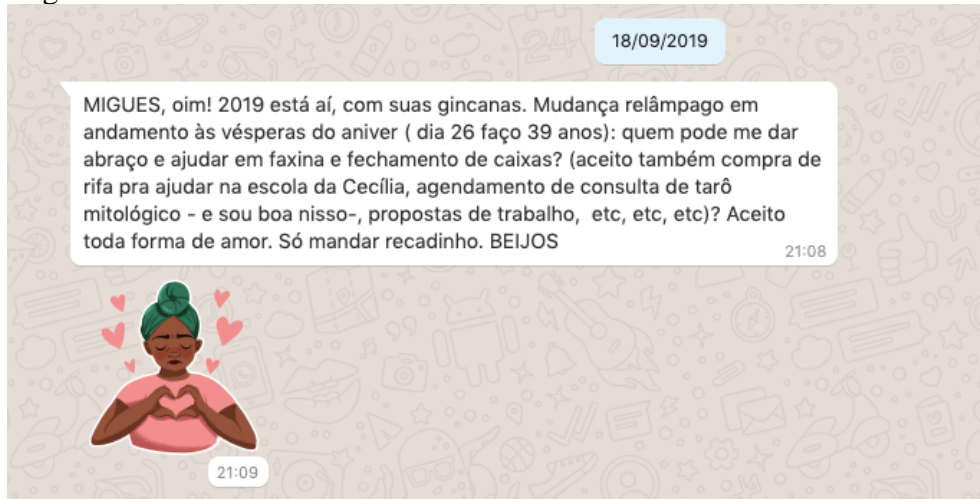 18/09/2019
MIGUES, oim! 2019 está aí, com suas gincanas. Mudança relâmpago em
andamento às vésperas do aniver ( dia 26 faço 39 anos): quem pode me dar
abraço e ajudar em faxina e fechamento de caixas? (aceito também compra de
rifa pra ajudar na escola da Cecília, agendamento de consulta de tarô
mitológico - e sou boa nisso-, propostas de trabalho,  etc, etc, etc)? Aceito
toda forma de amor. Só mandar recadinho. BEIJOS
21:08
21:09